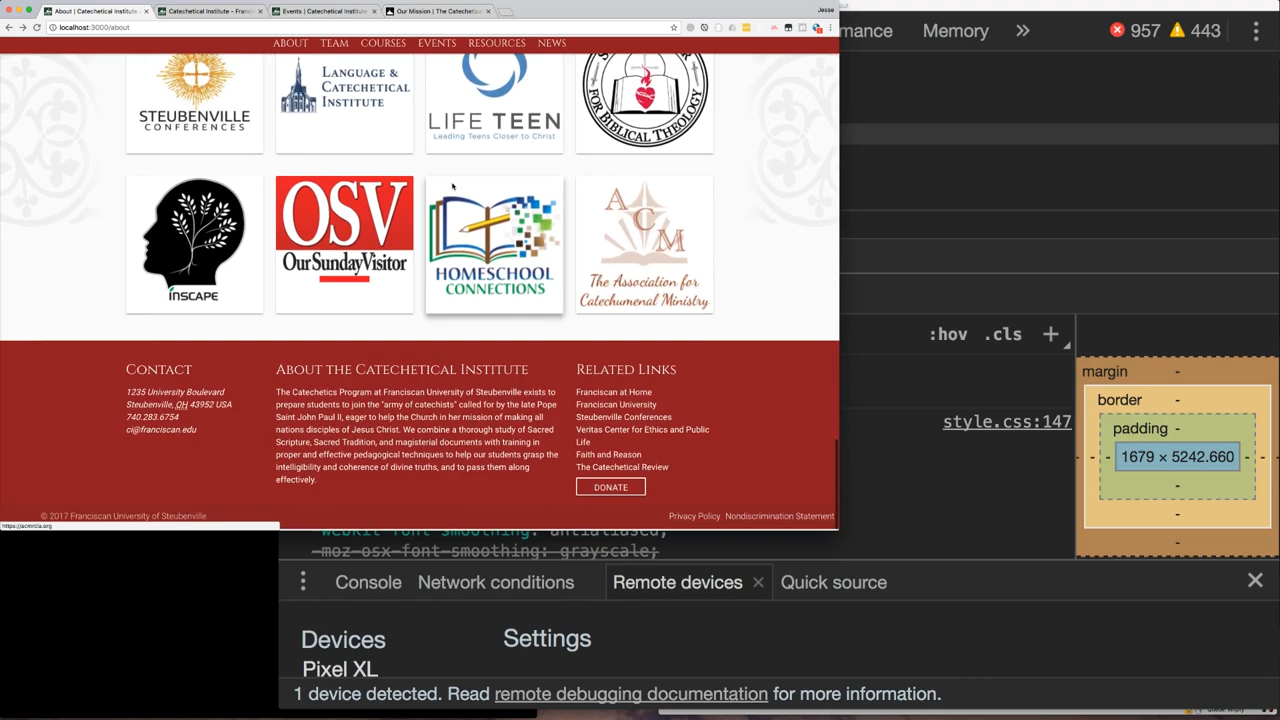 About | Catechetical Institute
Catechetical Institute – Franci
Events | Catechetical Institute
Our Mission | The Catechetic
Jesse
localhost:3000/about
ABOUT TEAM COURSES EVENTS RESOURCES NEWS
mance Memory » 957 443
STEUBENVILLE
CONFERENCES
LANGUAGE &
CATECHETICAL
INSTITUTE
LIFE TEEN
Leading Teens Closer to Christ
FOR BIBLICAL THEOLOGY
INSCAPE
OSV
OurSundayVisitor
HOMESCHOOL
CONNECTIONS
ACM
The Association for
Catechumenal Ministry
:hov .cls +
style.css:147
margin -
border -
padding -
1679 × 5242.660
CONTACT
1235 University Boulevard
Steubenville, OH 43952 USA
740.283.6754
ci@franciscan.edu
ABOUT THE CATECHETICAL INSTITUTE
The Catechetics Program at Franciscan University of Steubenville exists to
prepare students to join the "army of catechists" called for by the late Pope
Saint John Paul II, eager to help the Church in her mission of making all
nations disciples of Jesus Christ. We combine a thorough study of Sacred
Scripture, Sacred Tradition, and magisterial documents with training in
proper and effective pedagogical techniques to help our students grasp the
intelligibility and coherence of divine truths, and to pass them along
effectively.
RELATED LINKS
Franciscan at Home
Franciscan University
Steubenville Conferences
Veritas Center for Ethics and Public
Life
Faith and Reason
The Catechetical Review
DONATE
© 2017 Franciscan University of Steubenville
Privacy Policy Nondiscrimination Statement
https://acmrcia.org
webkit-font-smoothing: antialiased;
-moz-osx-font-smoothing: grayscale;
Console Network conditions Remote devices × Quick source
Devices
Pixel XL
Settings
1 device detected. Read remote debugging documentation for more information.